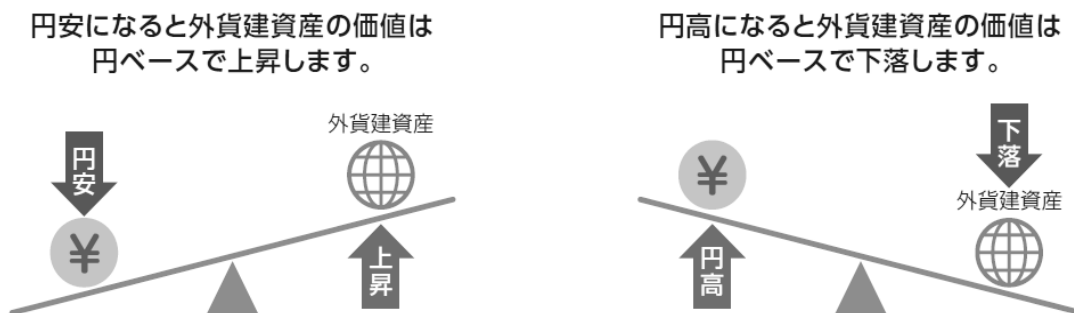 円安になると外貨建資産の価値は
円ベースで上昇します。
外貨建資産
円安
¥
上昇
円高になると外貨建資産の価値は
円ベースで下落します。
下落
¥
外貨建資産
円高